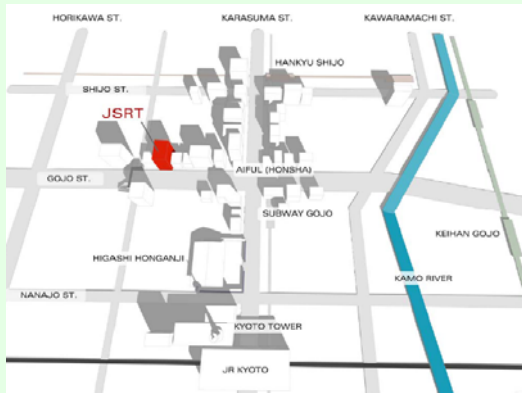 HORIKAWA ST.
KARASUMA ST.
KAWARAMACHI ST.
HANKYU SHIJO
SHIJO ST.
JSRT
AIFUL (HONSHA)
GOJO ST.
SUBWAY GOJO
KEIHAN GOJO
HIGASHI HONGANJI
KAMO RIVER
NANAJO ST.
KYOTO TOWER
JR KYOTO